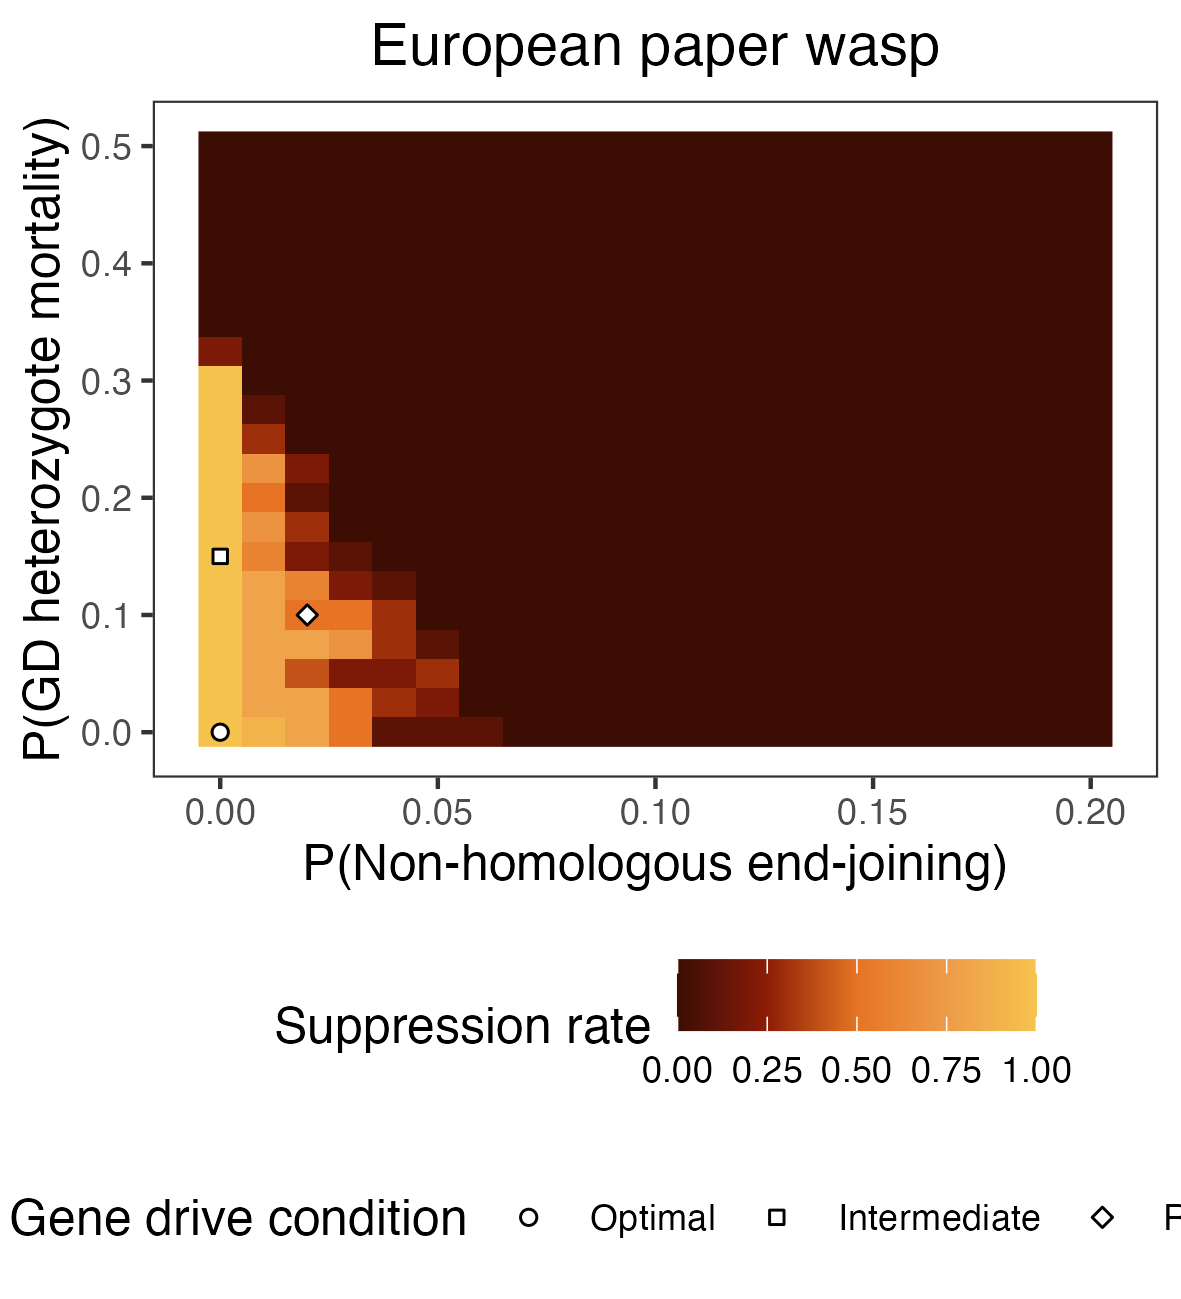 European paper wasp
P(GD heterozygote mortality)
0.5
0.4
0.3
0.2
0.1
0.0
0.00 0.05 0.10 0.15 0.20
P(Non-homologous end-joining)
Suppression rate
0.00 0.25 0.50 0.75 1.00
Gene drive condition Optimal Intermediate